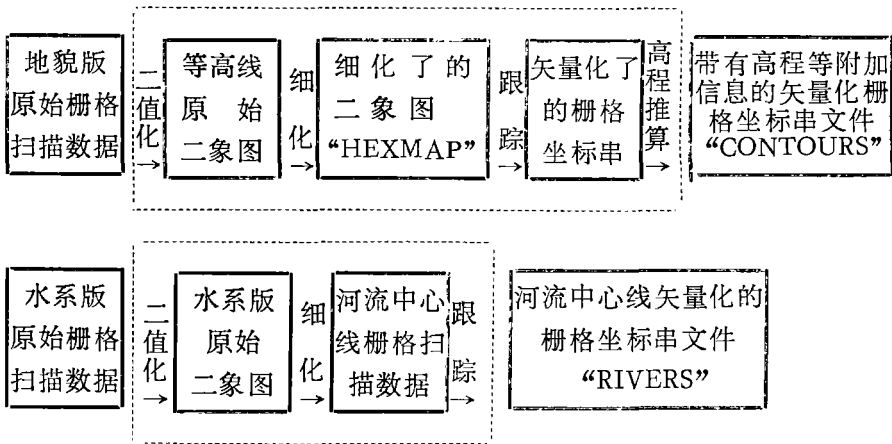 地貌版
原始栅格
扫描数据
二值化→
等高线
原始
二象图
细化→
细化了的
二象图
“HEXMAP”
跟踪→
矢量化了
的栅格
坐标串
高程推算→
带有高程等附加
信息的矢量化栅
格坐标串文件
“CONTOURS”
水系版
原始栅格
扫描数据
二值化→
水系版
原始
二象图
细化→
河流中心
线栅格扫
描数据
跟踪→
河流中心线矢量化的
栅格坐标串文件
“RIVERS”